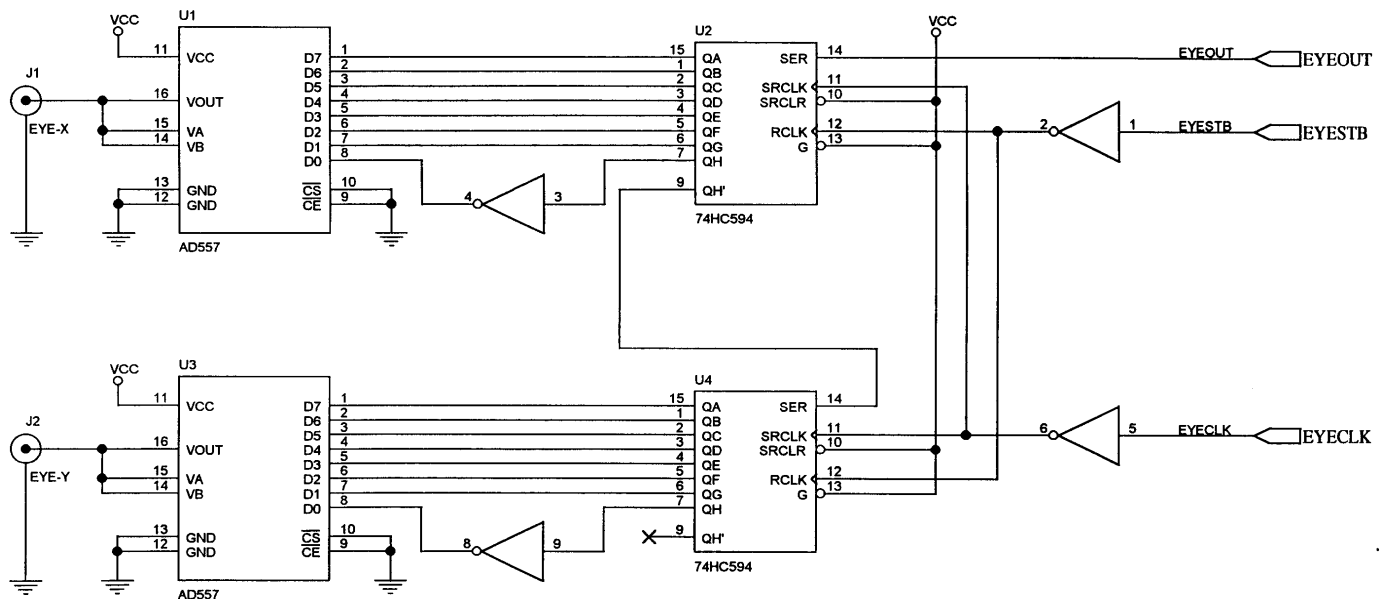 VCC
U1
11
VCC
D7
1
D6
2
D5
3
D4
4
D3
5
D2
6
D1
7
D0
8
16
VOUT
15
VA
14
VB
13
GND
12
GND
CS
10
CE
9
AD557
J1
EYE-X
4
3
U2
15
QA
1
QB
2
QC
3
QD
4
QE
5
QF
6
QG
7
QH
9
QH'
SER
14
SRCLK
11
SRCLR
10
RCLK
12
G
13
74HC594
VCC
EYEOUT
EYEOUT
2
1
EYESTB
EYESTB
VCC
U3
11
VCC
D7
1
D6
2
D5
3
D4
4
D3
5
D2
6
D1
7
D0
8
16
VOUT
15
VA
14
VB
13
GND
12
GND
CS
10
CE
9
AD557
J2
EYE-Y
8
9
U4
15
QA
1
QB
2
QC
3
QD
4
QE
5
QF
6
QG
7
QH
9
QH'
SER
14
SRCLK
11
SRCLR
10
RCLK
12
G
13
74HC594
6
5
EYECLK
EYECLK